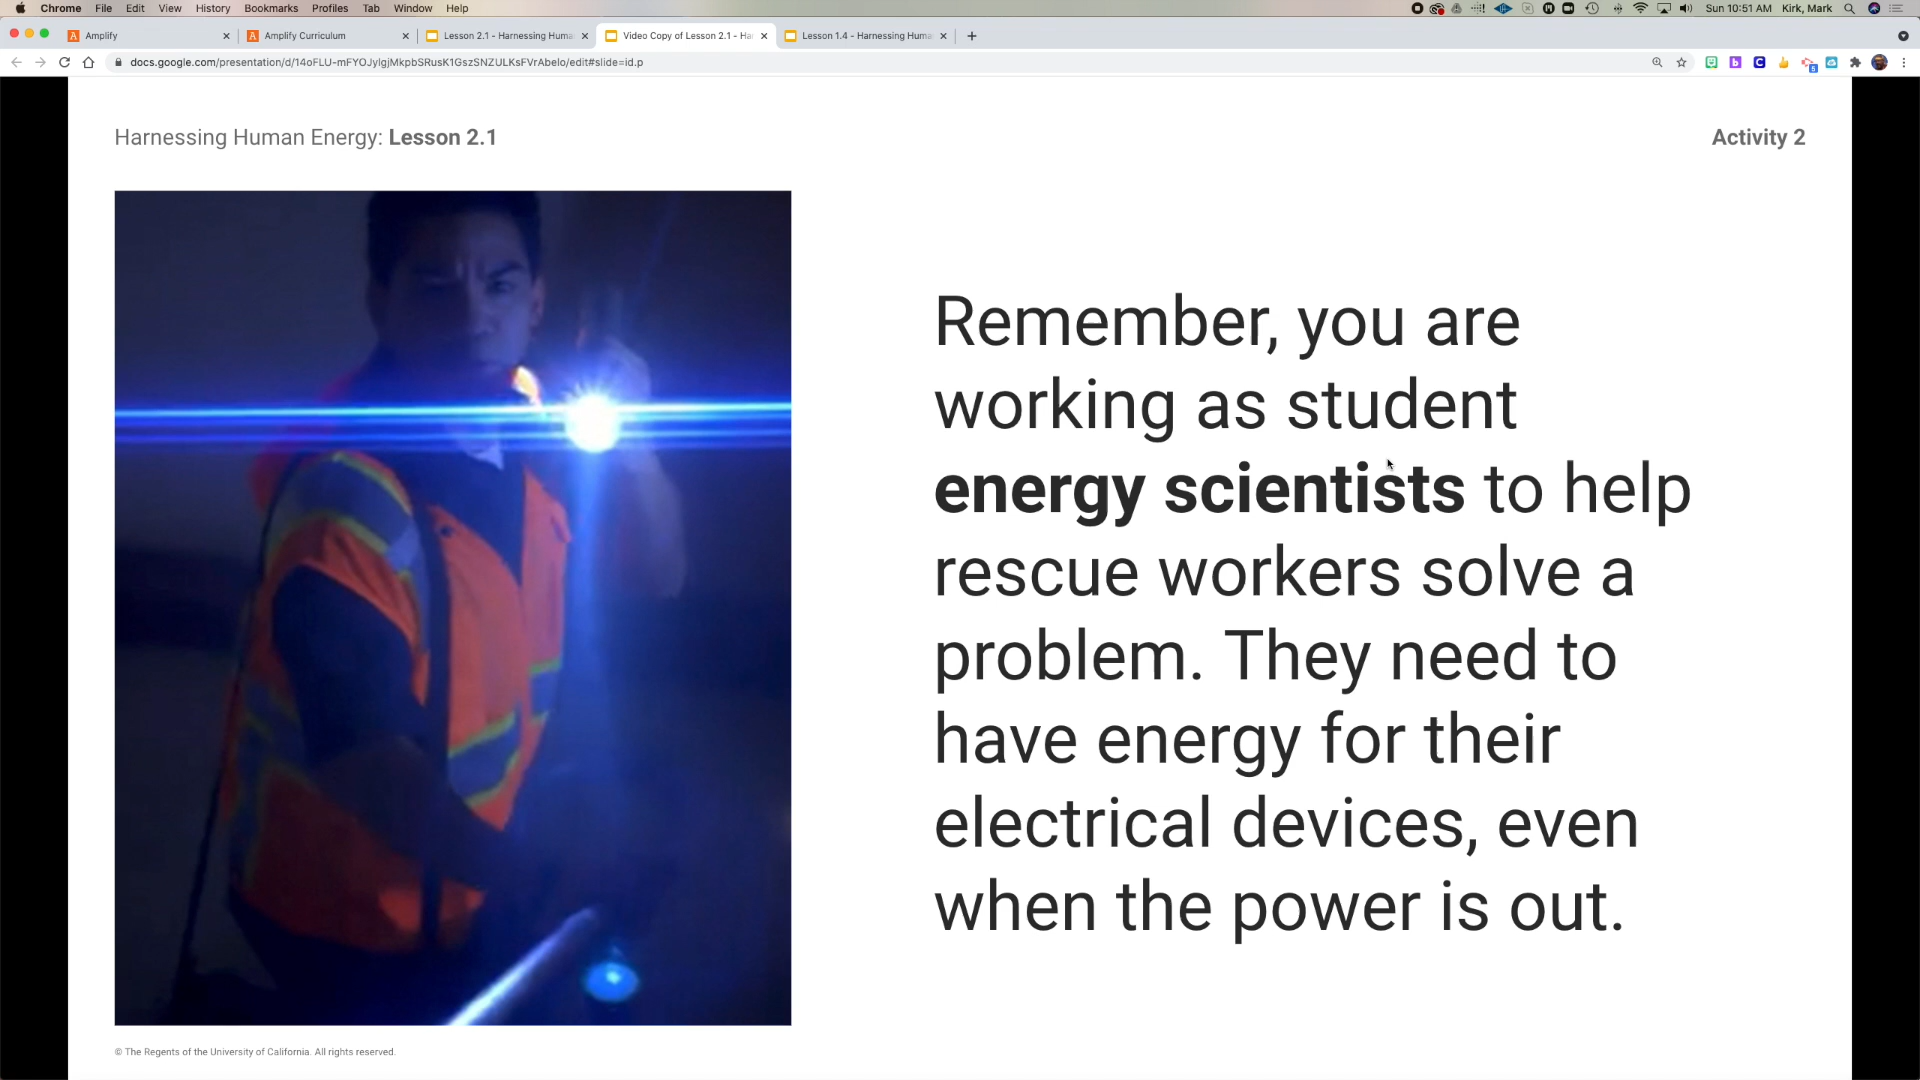 Chrome File Edit View History Bookmarks Profiles Tab Window Help Sun 10:51 AM Kirk, Mark
Amplify Amplify Curriculum Lesson 2.1 - Harnessing Huma Video Copy of Lesson 2.1 - Ha Lesson 1.4 - Harnessing Huma
docs.google.com/presentation/d/14oFLU-mFYOJylgjMkpbSRusK1GszSNZULKsFVrAbelo/edit#slide=id.p
Harnessing Human Energy: Lesson 2.1
Activity 2
Remember, you are
working as student
energy scientists to help
rescue workers solve a
problem. They need to
have energy for their
electrical devices, even
when the power is out.
© The Regents of the University of California. All rights reserved.